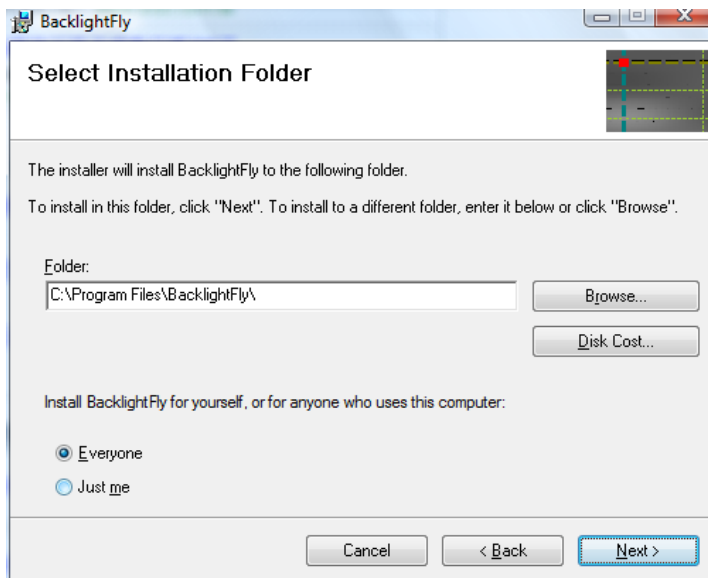 BacklightFly
Select Installation Folder
The installer will install BacklightFly to the following folder.
To install in this folder, click "Next". To install to a different folder, enter it below or click "Browse".
Folder:
C:\Program Files\BacklightFly\
Browse...
Disk Cost...
Install BacklightFly for yourself, or for anyone who uses this computer:
Everyone
Just me
Cancel
< Back
Next >